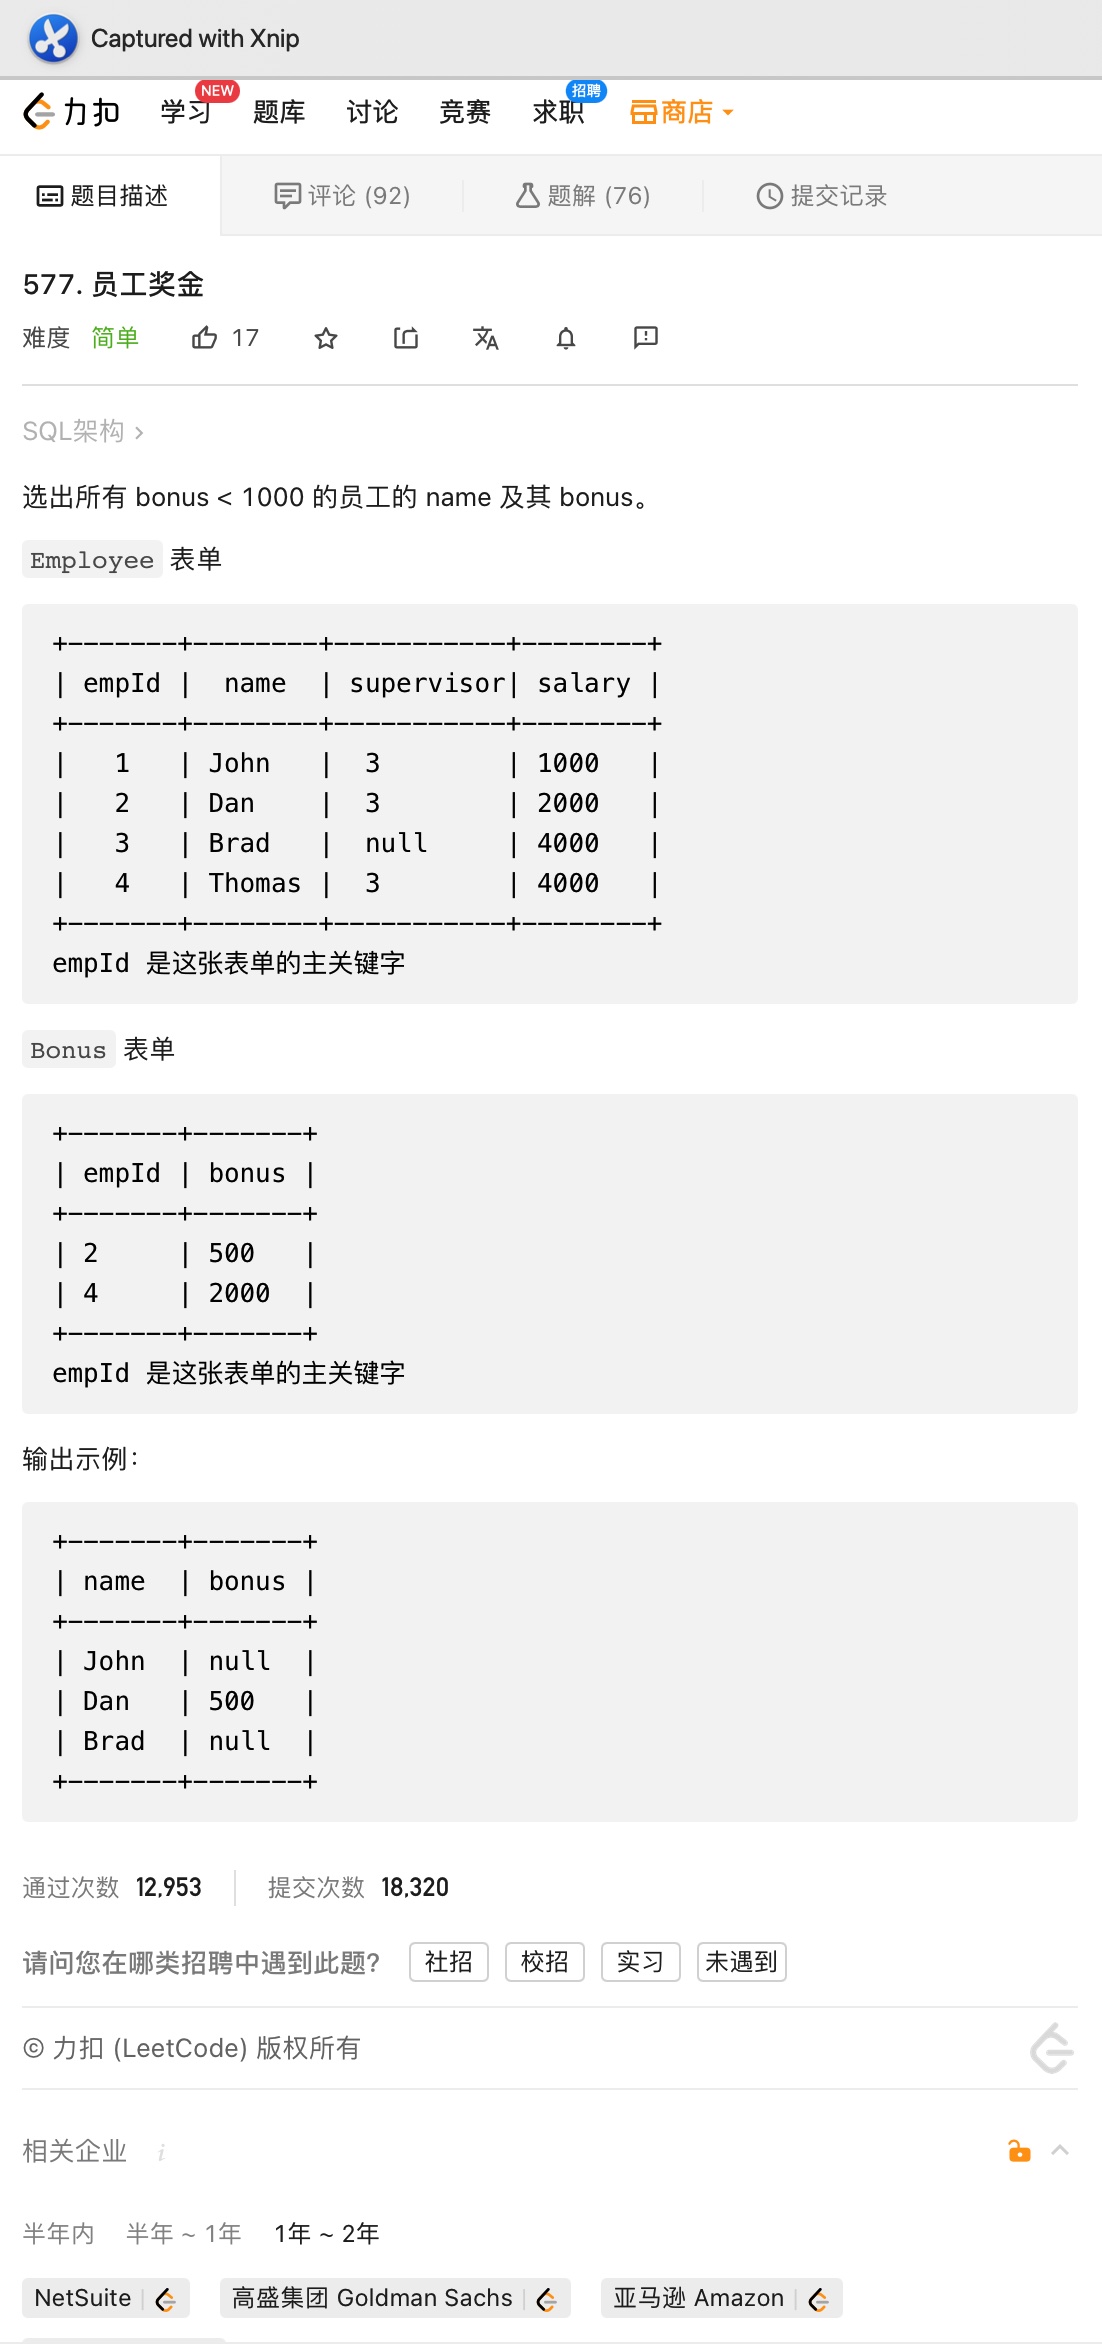 Captured with Xnip
力扣 学习 NEW 题库 讨论 竞赛 求职 招聘 商店
题目描述 评论 (92) 题解 (76) 提交记录
577. 员工奖金
难度 简单 17
SQL架构 >
选出所有 bonus < 1000 的员工的 name 及其 bonus。
Employee 表单
+-------+--------+-----------+--------+
| empId |  name  | supervisor| salary |
+-------+--------+-----------+--------+
|   1   | John   |  3        | 1000   |
|   2   | Dan    |  3        | 2000   |
|   3   | Brad   |  null     | 4000   |
|   4   | Thomas |  3        | 4000   |
+-------+--------+-----------+--------+
empId 是这张表单的主关键字
Bonus 表单
+-------+-------+
| empId | bonus |
+-------+-------+
| 2     | 500   |
| 4     | 2000  |
+-------+-------+
empId 是这张表单的主关键字
输出示例：
+-------+-------+
| name  | bonus |
+-------+-------+
| John  | null  |
| Dan   | 500   |
| Brad  | null  |
+-------+-------+
通过次数 12,953 提交次数 18,320
请问您在哪类招聘中遇到此题? 社招 校招 实习 未遇到
© 力扣 (LeetCode) 版权所有
相关企业 i
半年内 半年 ~ 1年 1年 ~ 2年
NetSuite 高盛集团 Goldman Sachs 亚马逊 Amazon